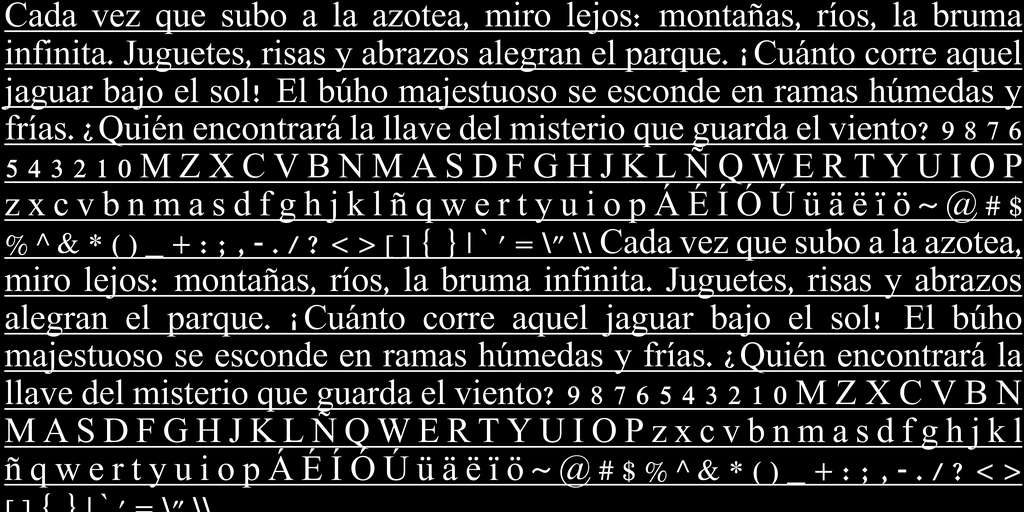 Cada vez que subo a la azotea, miro lejos: montañas, ríos, la bruma
infinita. Juguetes, risas y abrazos alegran el parque. ¡Cuánto corre aquel
jaguar bajo el sol! El búho majestuoso se esconde en ramas húmedas y
frías. ¿Quién encontrará la llave del misterio que guarda el viento? 9 8 7 6
5 4 3 2 1 0 M Z X C V B N M A S D F G H J K L Ñ Q W E R T Y U I O P
z x c v b n m a s d f g h j k l ñ q w e r t y u i o p Á É Í Ó Ú ü ä ë ï ö ~ @ # $
% ^ & * ( ) _ + : ; , - . / ? < > [ ] { } | ` ′ = \″ \\ Cada vez que subo a la azotea,
miro lejos: montañas, ríos, la bruma infinita. Juguetes, risas y abrazos
alegran el parque. ¡Cuánto corre aquel jaguar bajo el sol! El búho
majestuoso se esconde en ramas húmedas y frías. ¿Quién encontrará la
llave del misterio que guarda el viento? 9 8 7 6 5 4 3 2 1 0 M Z X C V B N
M A S D F G H J K L Ñ Q W E R T Y U I O P z x c v b n m a s d f g h j k l
ñ q w e r t y u i o p Á É Í Ó Ú ü ä ë ï ö ~ @ # $ % ^ & * ( ) _ + : ; , - . / ? < >
[ ] { } | ` ′ = \″ \\